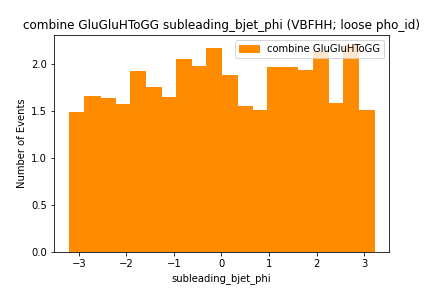 combine GluGluHToGG subleading_bjet_phi (VBFHH; loose pho_id)
combine GluGluHToGG
Number of Events
2.0
1.5
1.0
0.5
0.0
−3 −2 −1 0 1 2 3
subleading_bjet_phi